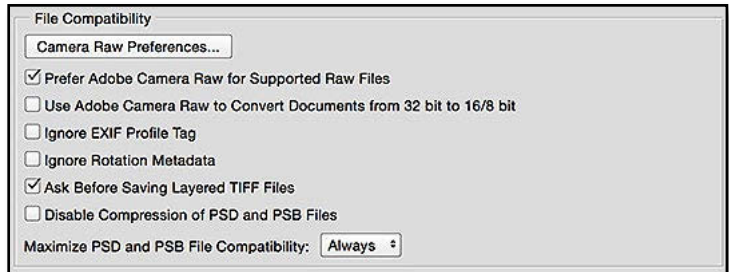 File Compatibility
Camera Raw Preferences...
Prefer Adobe Camera Raw for Supported Raw Files
Use Adobe Camera Raw to Convert Documents from 32 bit to 16/8 bit
Ignore EXIF Profile Tag
Ignore Rotation Metadata
Ask Before Saving Layered TIFF Files
Disable Compression of PSD and PSB Files
Maximize PSD and PSB File Compatibility: Always